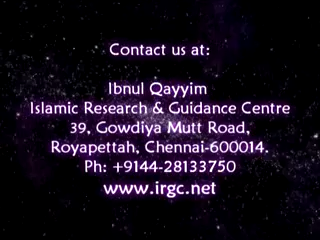 Contact us at:
Ibnul Qayyim
Islamic Research & Guidance Centre
39, Gowdiya Mutt Road,
Royapettah, Chennai-600014.
Ph: +9144-28133750
www.irgc.net